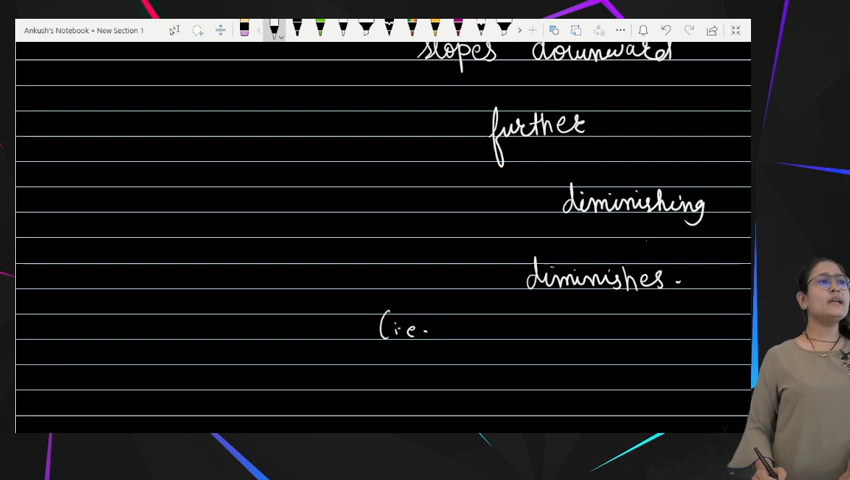 Ankush's Notebook » New Section 1
slopes downward
further
diminishing
diminishes.
(i.e.